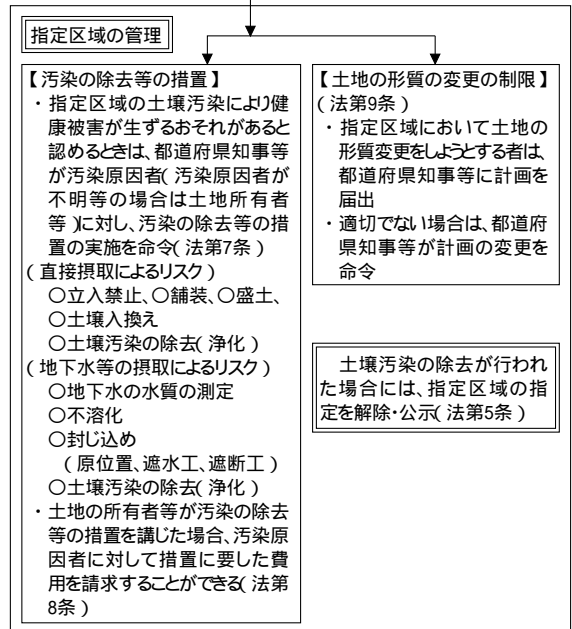 指定区域の管理
【汚染の除去等の措置】
・指定区域の土壌汚染により健
康被害が生ずるおそれがあると
認めるときは、都道府県知事等
が汚染原因者(汚染原因者が
不明等の場合は土地所有者
等)に対し、汚染の除去等の措
置の実施を命令(法第7条)
(直接摂取によるリスク)
○立入禁止、○舗装、○盛土、
○土壌入換え
○土壌汚染の除去(浄化)
(地下水等の摂取によるリスク)
○地下水の水質の測定
○不溶化
○封じ込め
(原位置、遮水工、遮断工)
○土壌汚染の除去(浄化)
・土地の所有者等が汚染の除去
等の措置を講じた場合、汚染原
因者に対して措置に要した費
用を請求することができる(法第
8条)
【土地の形質の変更の制限】
(法第9条)
・指定区域において土地の
形質変更をしようとする者は、
都道府県知事等に計画を
届出
・適切でない場合は、都道府
県知事等が計画の変更を
命令
土壌汚染の除去が行われ
た場合には、指定区域の指
定を解除・公示(法第5条)